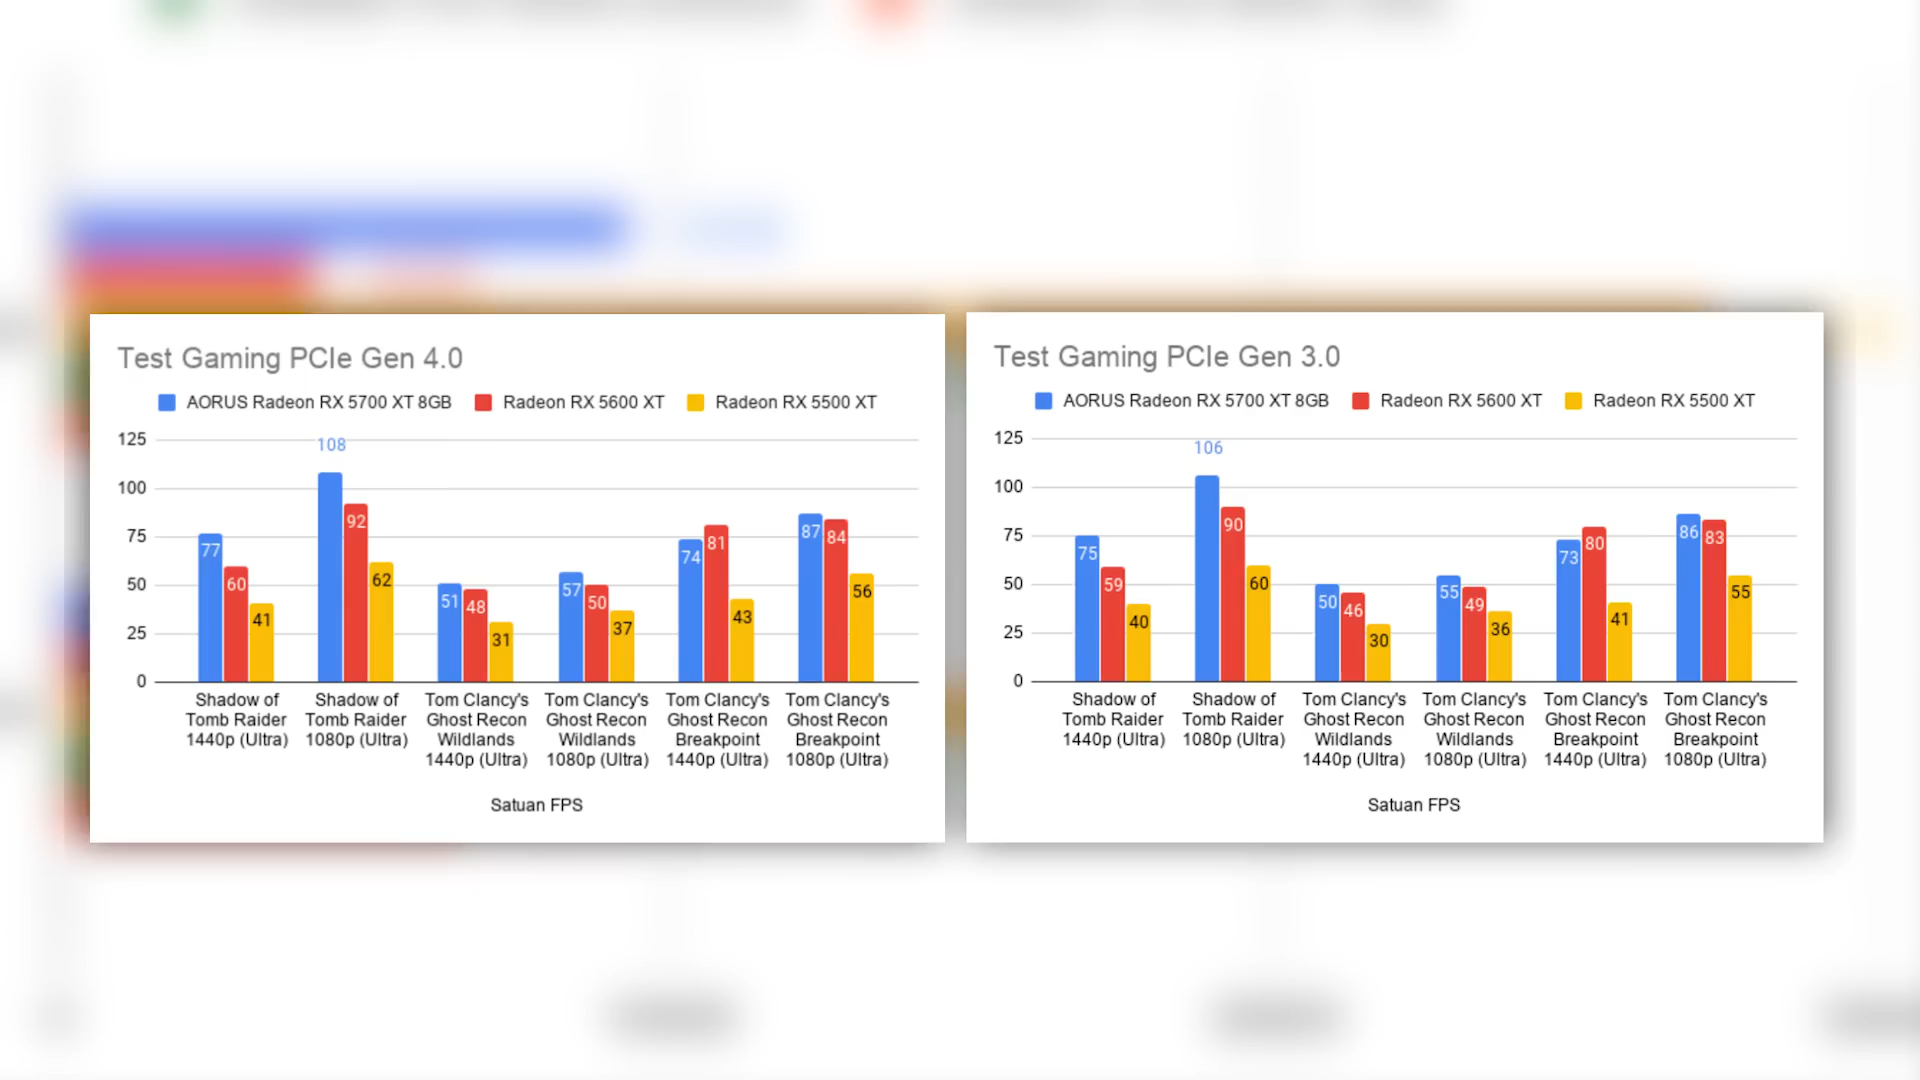 Test Gaming PCIe Gen 4.0
AORUS Radeon RX 5700 XT 8GB Radeon RX 5600 XT Radeon RX 5500 XT
125
100
75
50
25
0
77
60
41
108
92
62
51
48
31
57
50
37
74
81
43
87
84
56
Shadow of
Tomb Raider
1440p (Ultra)
Shadow of
Tomb Raider
1080p (Ultra)
Tom Clancy's
Ghost Recon
Wildlands
1440p (Ultra)
Tom Clancy's
Ghost Recon
Wildlands
1080p (Ultra)
Tom Clancy's
Ghost Recon
Breakpoint
1440p (Ultra)
Tom Clancy's
Ghost Recon
Breakpoint
1080p (Ultra)
Satuan FPS
Test Gaming PCIe Gen 3.0
AORUS Radeon RX 5700 XT 8GB Radeon RX 5600 XT Radeon RX 5500 XT
125
100
75
50
25
0
75
59
40
106
90
60
50
46
30
55
49
36
73
80
41
86
83
55
Shadow of
Tomb Raider
1440p (Ultra)
Shadow of
Tomb Raider
1080p (Ultra)
Tom Clancy's
Ghost Recon
Wildlands
1440p (Ultra)
Tom Clancy's
Ghost Recon
Wildlands
1080p (Ultra)
Tom Clancy's
Ghost Recon
Breakpoint
1440p (Ultra)
Tom Clancy's
Ghost Recon
Breakpoint
1080p (Ultra)
Satuan FPS